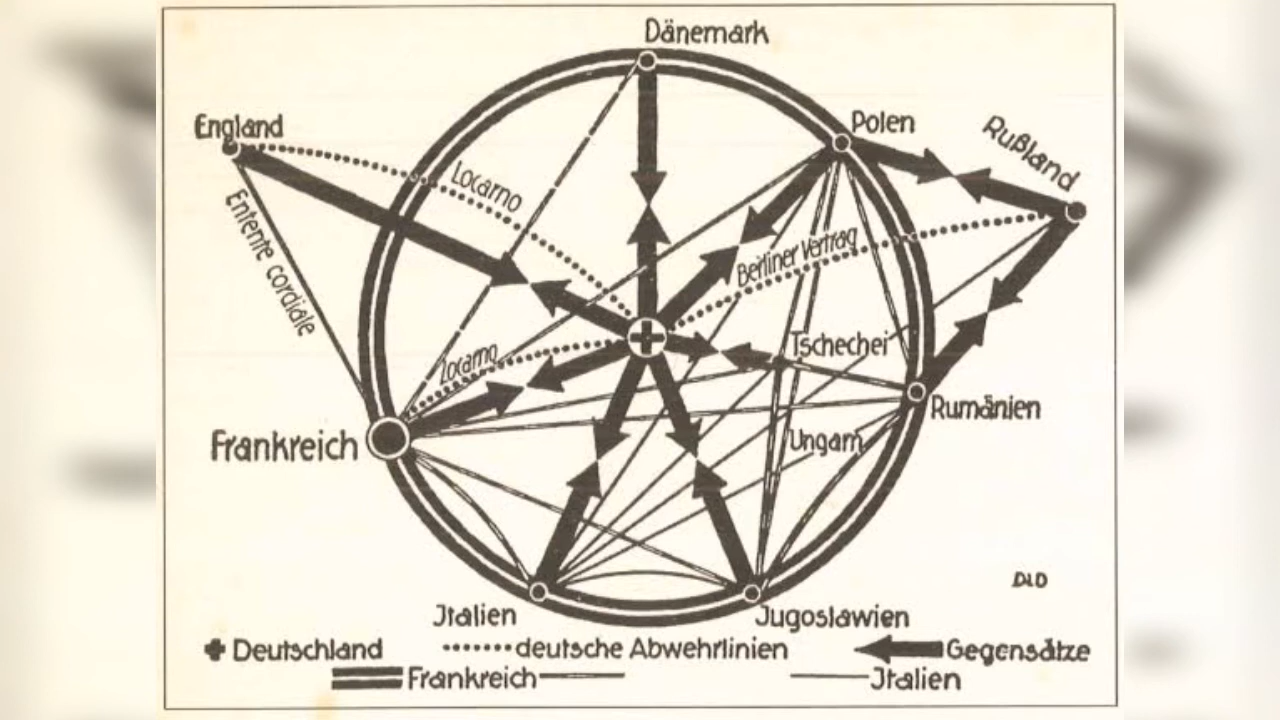 Dänemark
England
Polen
Rußland
Locarno
Entente cordiale
Berliner Vertrag
Tschechei
Locarno
Rumänien
Frankreich
Ungarn
DLD
Jtalien
Jugoslawien
Deutschland
deutsche Abwehrlinien
Gegensätze
Frankreich
Jtalien